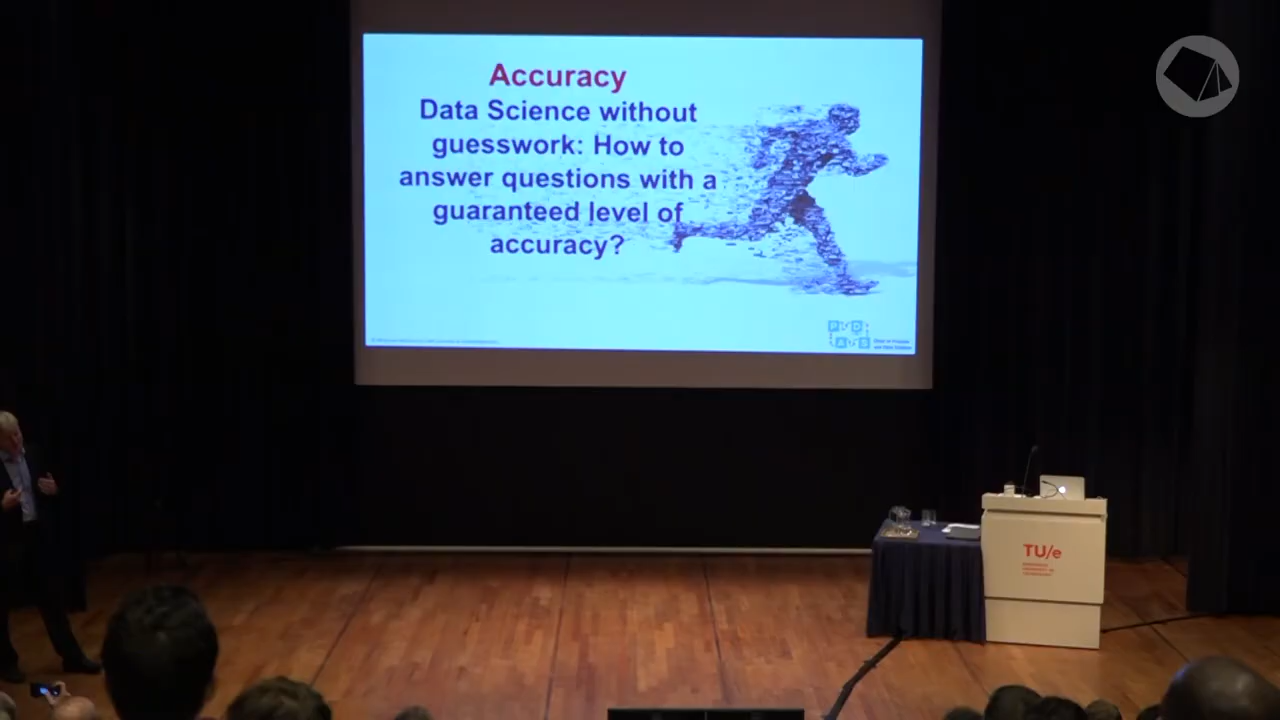 Accuracy
Data Science without
guesswork: How to
answer questions with a
guaranteed level of
accuracy?
P D
A S
TU/e